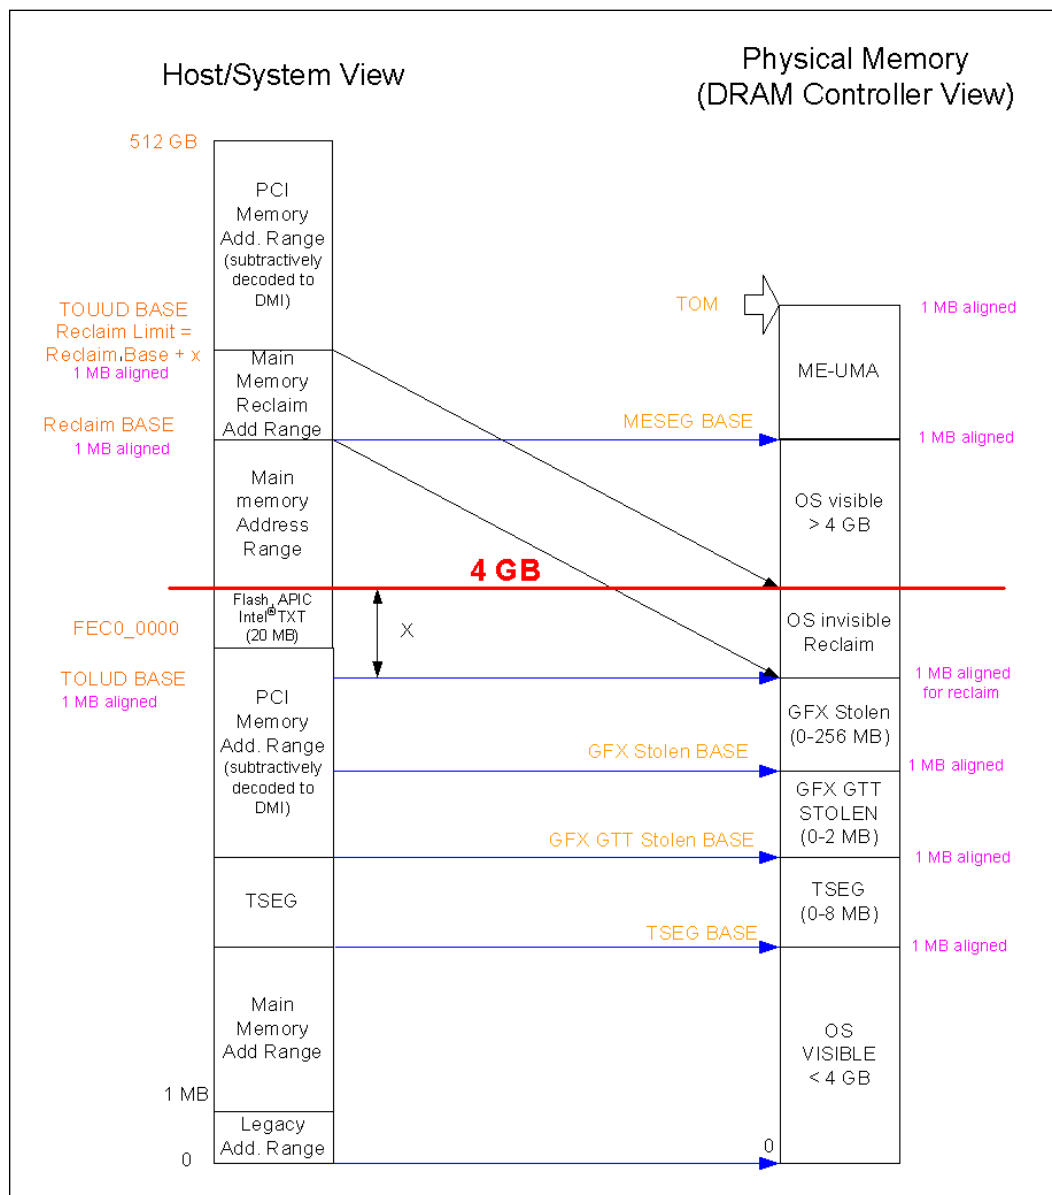 Host/System View
Physical Memory
(DRAM Controller View)
512 GB
PCI
Memory
Add. Range
(subtractively
decoded to
DMI)
TOUUD BASE
Reclaim Limit =
Reclaim Base + x
1 MB aligned
TOM
1 MB aligned
ME-UMA
Main
Memory
Reclaim
Add Range
Reclaim BASE
1 MB aligned
MESEG BASE
1 MB aligned
Main
memory
Address
Range
OS visible
> 4 GB
4 GB
Flash, APIC
Intel® TXT
(20 MB)
FEC0_0000
X
OS invisible
Reclaim
TOLUD BASE
1 MB aligned
1 MB aligned
for reclaim
PCI
Memory
Add. Range
(subtractively
decoded to
DMI)
GFX Stolen
(0-256 MB)
GFX Stolen BASE
1 MB aligned
GFX GTT
STOLEN
(0-2 MB)
GFX GTT Stolen BASE
1 MB aligned
TSEG
TSEG
(0-8 MB)
TSEG BASE
1 MB aligned
Main
Memory
Add Range
OS
VISIBLE
< 4 GB
1 MB
Legacy
Add. Range
0
0